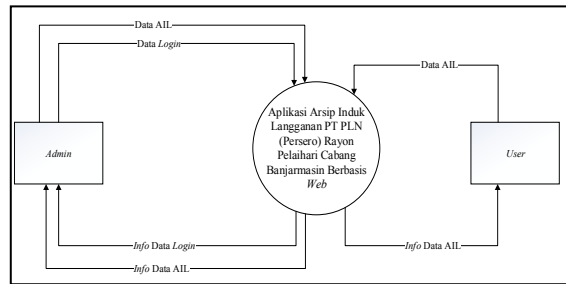 Data AIL
Data Login
Data AIL
Admin
Aplikasi Arsip Induk
Langganan PT PLN
(Persero) Rayon
Pelaihari Cabang
Banjarmasin Berbasis
Web
User
Info Data Login
Info Data AIL
Info Data AIL